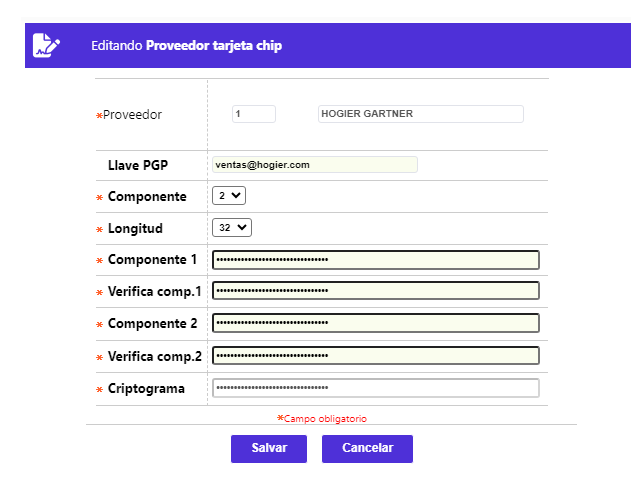 Editando Proveedor tarjeta chip
*Proveedor 1 HOGIER GARTNER
Llave PGP ventas@hogier.com
* Componente 2
* Longitud 32
* Componente 1 ••••••••••••••••••••••••••••••••
* Verifica comp.1 ••••••••••••••••••••••••••••••••
* Componente 2 ••••••••••••••••••••••••••••••••
* Verifica comp.2 ••••••••••••••••••••••••••••••••
* Criptograma ••••••••••••••••••••••••••••••••
*Campo obligatorio
Salvar Cancelar